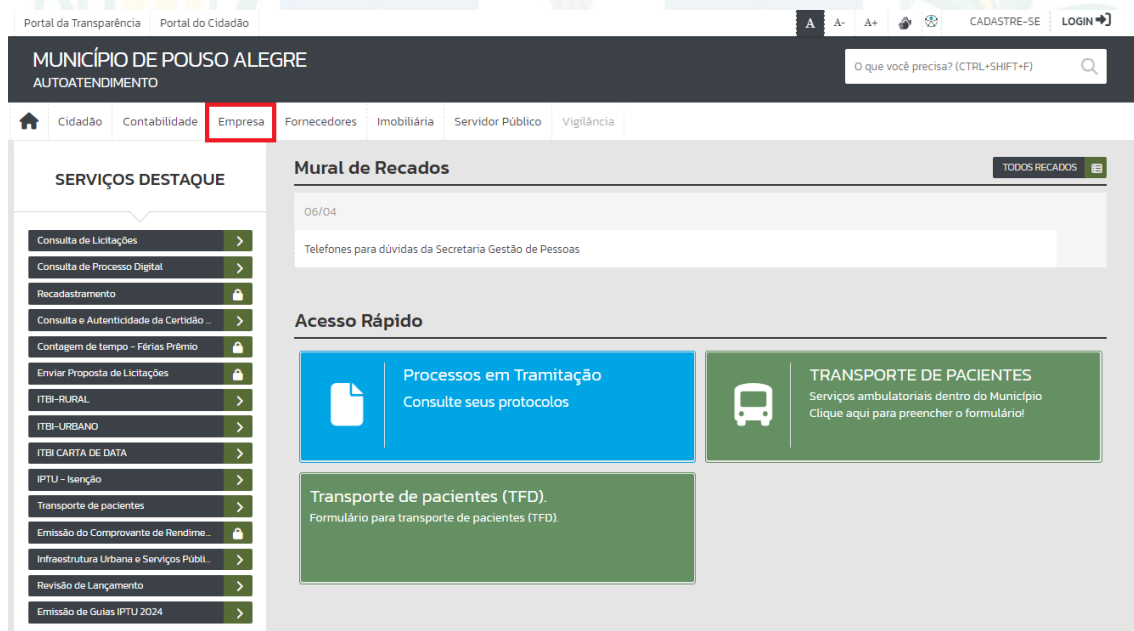 Portal da Transparência Portal do Cidadão A A- A+ CADASTRE-SE LOGIN
MUNICÍPIO DE POUSO ALEGRE
AUTOATENDIMENTO
O que você precisa? (CTRL+SHIFT+F)
Cidadão Contabilidade Empresa Fornecedores Imobiliária Servidor Público Vigilância
SERVIÇOS DESTAQUE
Consulta de Licitações
Consulta de Processo Digital
Recadastramento
Consulta e Autenticidade da Certidão ...
Contagem de tempo - Férias Prêmio
Enviar Proposta de Licitações
ITBI-RURAL
ITBI-URBANO
ITBI CARTA DE DATA
IPTU - Isenção
Transporte de pacientes
Emissão do Comprovante de Rendime...
Infraestrutura Urbana e Serviços Públi...
Revisão de Lançamento
Emissão de Guias IPTU 2024
Mural de Recados
TODOS RECADOS
06/04
Telefones para dúvidas da Secretaria Gestão de Pessoas
Acesso Rápido
Processos em Tramitação
Consulte seus protocolos
TRANSPORTE DE PACIENTES
Serviços ambulatoriais dentro do Município
Clique aqui para preencher o formulário!
Transporte de pacientes (TFD).
Formulário para transporte de pacientes (TFD).